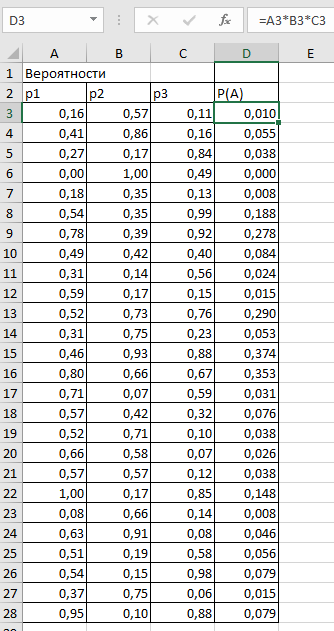 D3 =A3*B3*C3
A B C D E
1 Вероятности
2 p1 p2 p3 P(A)
3 0,16 0,57 0,11 0,010
4 0,41 0,86 0,16 0,055
5 0,27 0,17 0,84 0,038
6 0,00 1,00 0,49 0,000
7 0,18 0,35 0,13 0,008
8 0,54 0,35 0,99 0,188
9 0,78 0,39 0,92 0,278
10 0,49 0,42 0,40 0,084
11 0,31 0,14 0,56 0,024
12 0,59 0,17 0,15 0,015
13 0,52 0,73 0,76 0,290
14 0,31 0,75 0,23 0,053
15 0,46 0,93 0,88 0,374
16 0,80 0,66 0,67 0,353
17 0,71 0,07 0,59 0,031
18 0,57 0,42 0,32 0,076
19 0,52 0,71 0,10 0,038
20 0,66 0,58 0,07 0,026
21 0,57 0,57 0,12 0,038
22 1,00 0,17 0,85 0,148
23 0,08 0,66 0,14 0,008
24 0,63 0,91 0,08 0,046
25 0,51 0,19 0,58 0,056
26 0,54 0,15 0,98 0,079
27 0,37 0,75 0,06 0,015
28 0,95 0,10 0,88 0,079